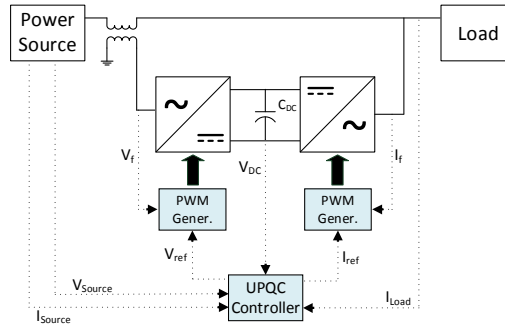 Power
Source
Load
C_DC
V_f
V_DC
I_f
PWM
Gener.
PWM
Gener.
V_ref
I_ref
V_Source
UPQC
Controller
I_Load
I_Source